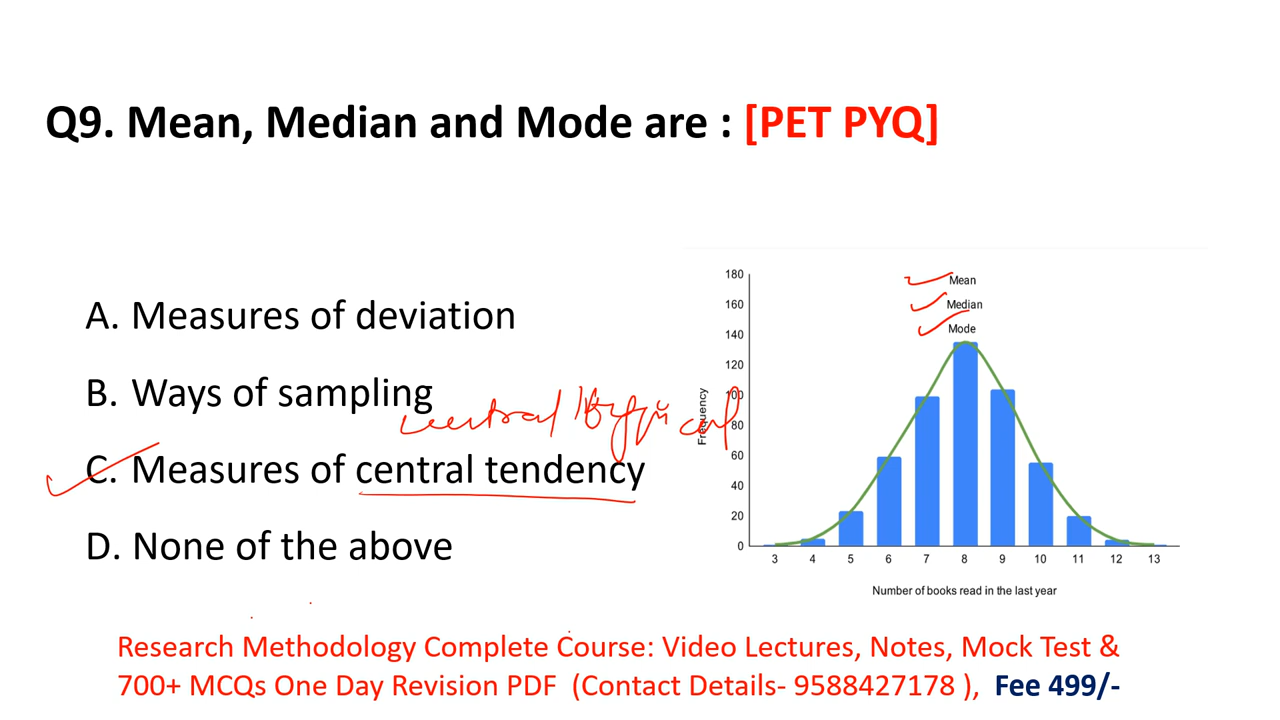 Q9. Mean, Median and Mode are : [PET PYQ]
A. Measures of deviation
B. Ways of sampling
central typical
C. Measures of central tendency
D. None of the above
Mean
Median
Mode
Frequency
180
160
140
120
100
80
60
40
20
0
3 4 5 6 7 8 9 10 11 12 13
Number of books read in the last year
Research Methodology Complete Course: Video Lectures, Notes, Mock Test &
700+ MCQs One Day Revision PDF (Contact Details- 9588427178 ), Fee 499/-